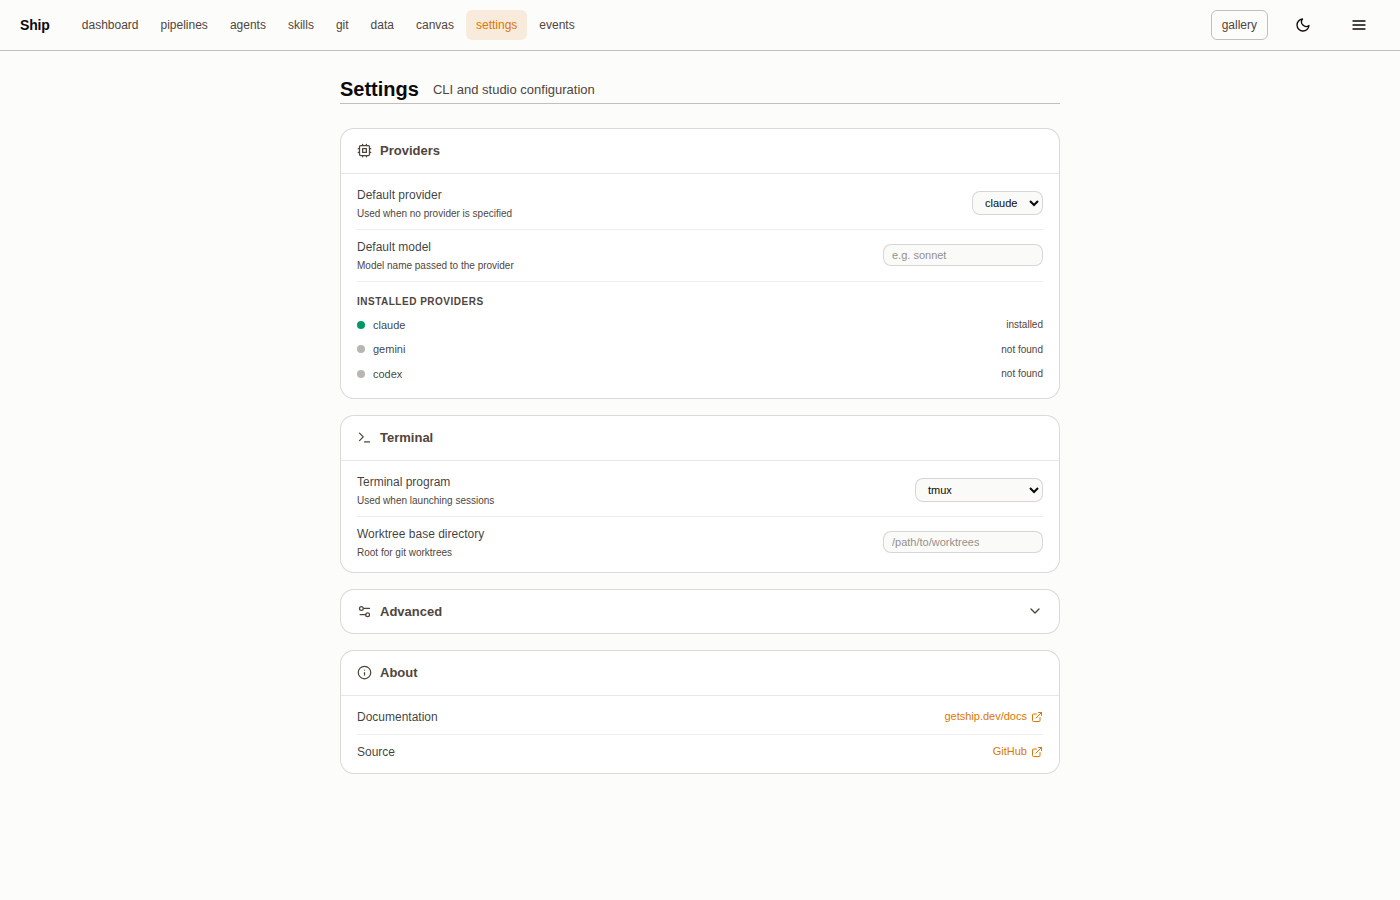 Ship dashboard pipelines agents skills git data canvas settings events gallery
Settings CLI and studio configuration
Providers
Default provider claude
Used when no provider is specified
Default model e.g. sonnet
Model name passed to the provider
INSTALLED PROVIDERS
claude installed
gemini not found
codex not found
Terminal
Terminal program tmux
Used when launching sessions
Worktree base directory /path/to/worktrees
Root for git worktrees
Advanced
About
Documentation getship.dev/docs
Source GitHub